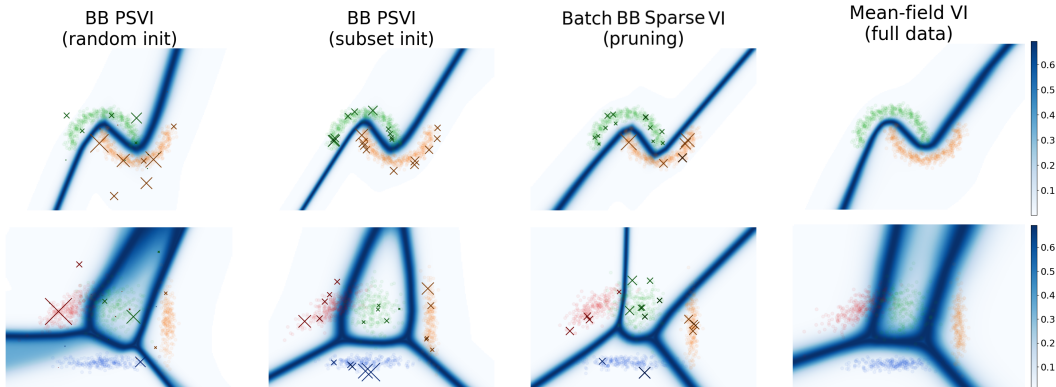 BB PSVI
(random init)
BB PSVI
(subset init)
Batch BB Sparse VI
(pruning)
Mean-field VI
(full data)
0.6
0.5
0.4
0.3
0.2
0.1
0.6
0.5
0.4
0.3
0.2
0.1